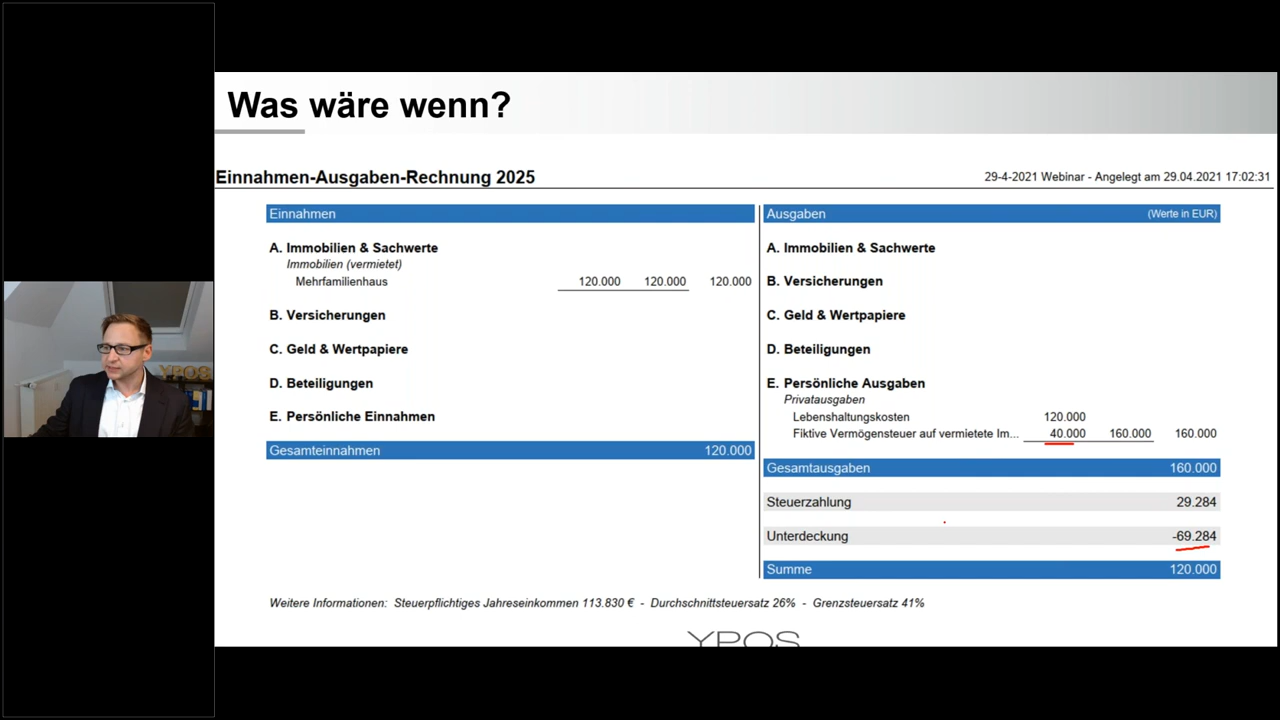 Was wäre wenn?
Einnahmen-Ausgaben-Rechnung 2025
29-4-2021 Webinar - Angelegt am 29.04.2021 17:02:31
Einnahmen
A. Immobilien & Sachwerte
Immobilien (vermietet)
Mehrfamilienhaus 120.000 120.000 120.000
B. Versicherungen
C. Geld & Wertpapiere
D. Beteiligungen
E. Persönliche Einnahmen
Gesamteinnahmen 120.000
Ausgaben (Werte in EUR)
A. Immobilien & Sachwerte
B. Versicherungen
C. Geld & Wertpapiere
D. Beteiligungen
E. Persönliche Ausgaben
Privatausgaben
Lebenshaltungskosten 120.000
Fiktive Vermögensteuer auf vermietete Im... 40.000 160.000 160.000
Gesamtausgaben 160.000
Steuerzahlung 29.284
Unterdeckung -69.284
Summe 120.000
Weitere Informationen: Steuerpflichtiges Jahreseinkommen 113.830 € - Durchschnittsteuersatz 26% - Grenzsteuersatz 41%
YPOS
YPOS